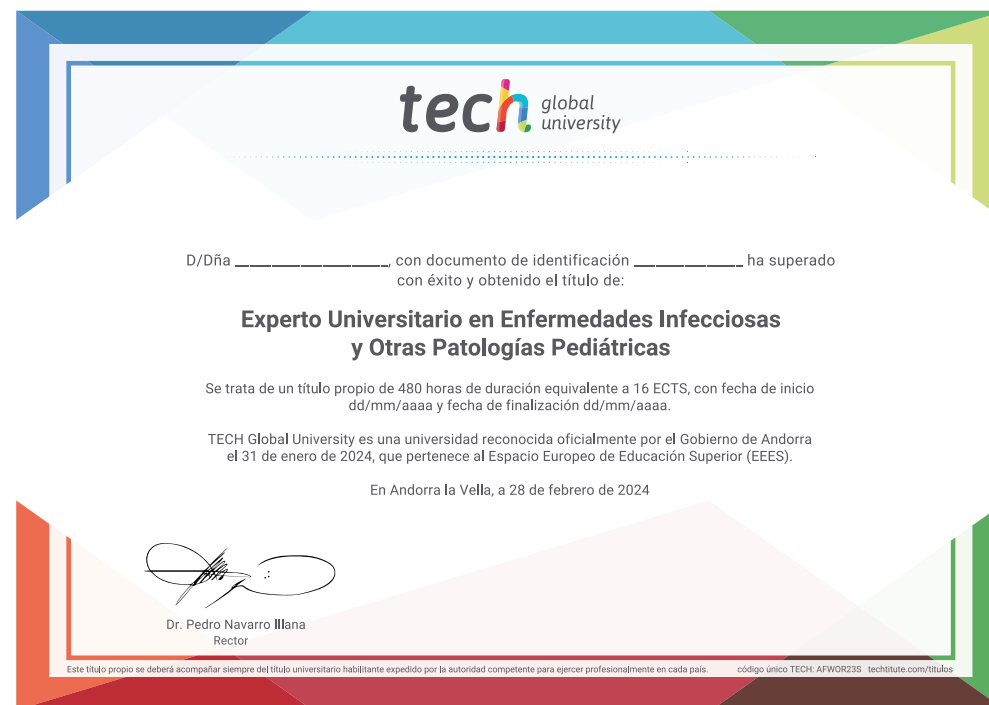 tech global university
D/Dña ____________________, con documento de identificación ______________ ha superado
con éxito y obtenido el título de:
Experto Universitario en Enfermedades Infecciosas
y Otras Patologías Pediátricas
Se trata de un título propio de 480 horas de duración equivalente a 16 ECTS, con fecha de inicio
dd/mm/aaaa y fecha de finalización dd/mm/aaaa.
TECH Global University es una universidad reconocida oficialmente por el Gobierno de Andorra
el 31 de enero de 2024, que pertenece al Espacio Europeo de Educación Superior (EEES).
En Andorra la Vella, a 28 de febrero de 2024
Dr. Pedro Navarro Illana
Rector
Este título propio se deberá acompañar siempre del título universitario habilitante expedido por la autoridad competente para ejercer profesionalmente en cada país. código único TECH: AFWOR23S techtitute.com/titulos